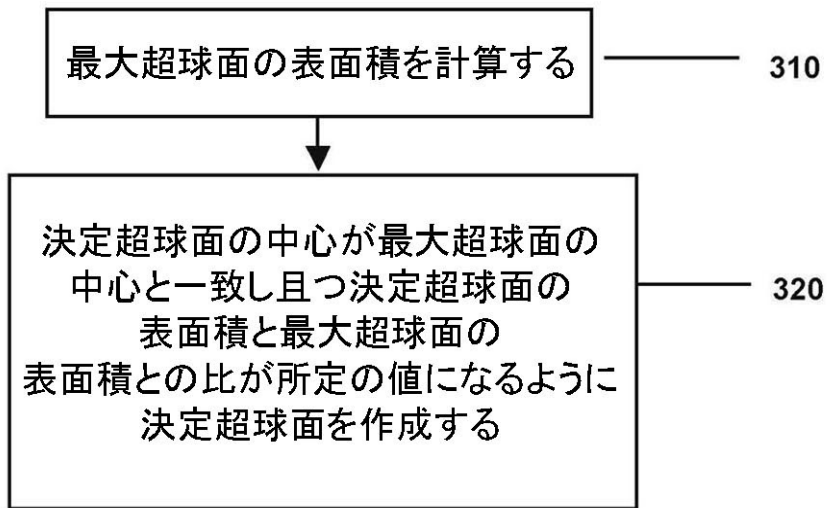 最大超球面の表面積を計算する
310
決定超球面の中心が最大超球面の
中心と一致し且つ決定超球面の
表面積と最大超球面の
表面積との比が所定の値になるように
決定超球面を作成する
320